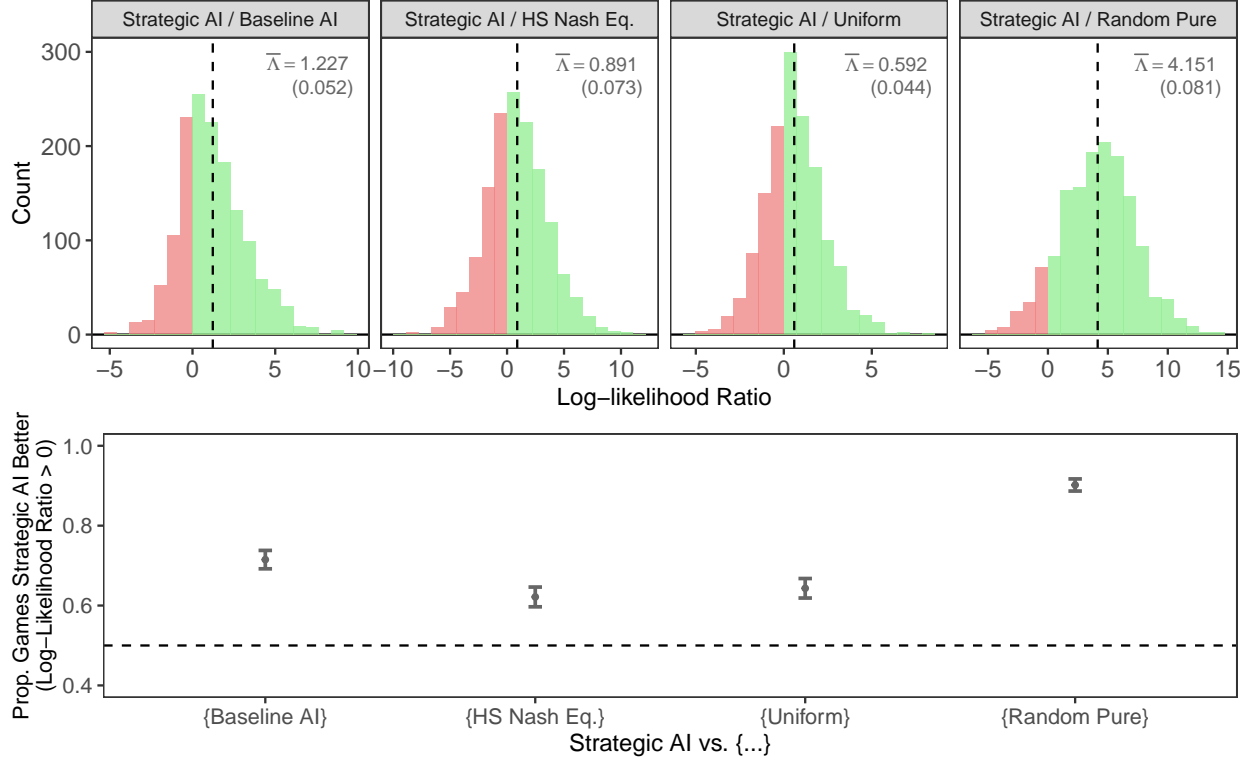 Strategic AI / Baseline AI
Strategic AI / HS Nash Eq.
Strategic AI / Uniform
Strategic AI / Random Pure
Λ̅ = 1.227
(0.052)
Λ̅ = 0.891
(0.073)
Λ̅ = 0.592
(0.044)
Λ̅ = 4.151
(0.081)
Count
300
200
100
0
−5 0 5 10
−10 −5 0 5 10
−5 0 5
−5 0 5 10 15
Log−likelihood Ratio
Prop. Games Strategic AI Better
(Log−Likelihood Ratio > 0)
1.0
0.8
0.6
0.4
{Baseline AI}
{HS Nash Eq.}
{Uniform}
{Random Pure}
Strategic AI vs. {...}